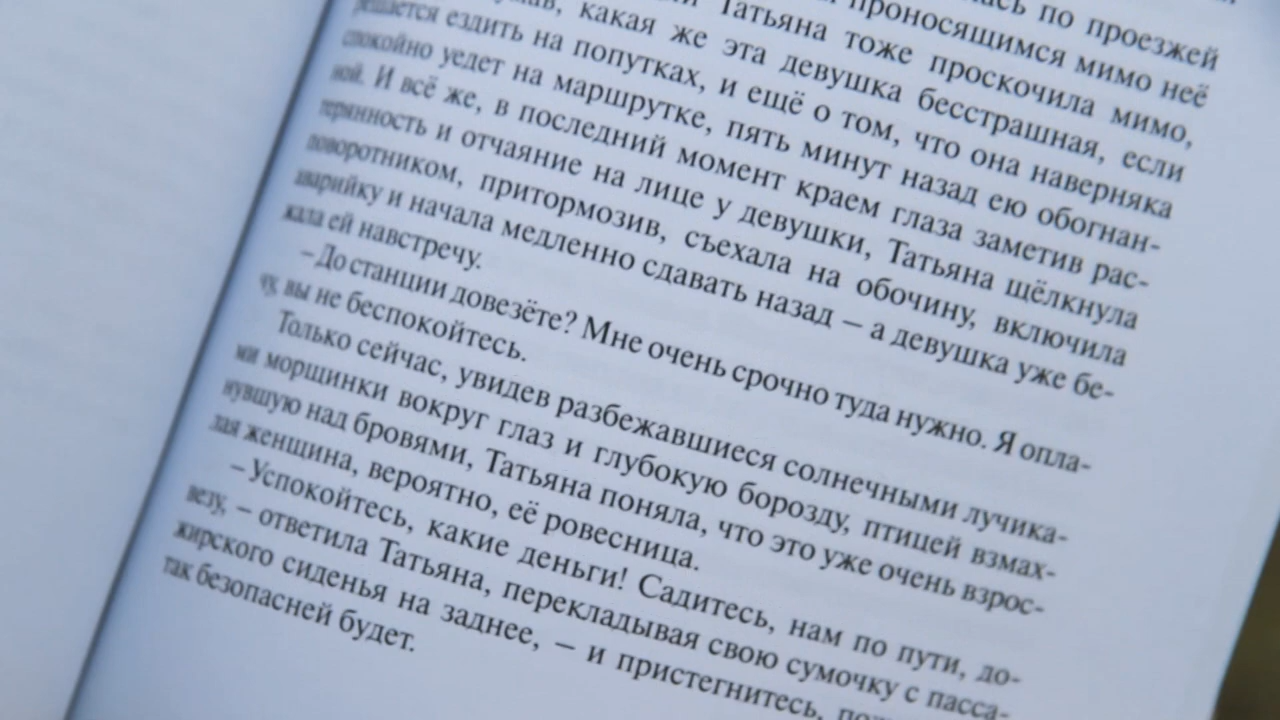 по проезжей
проносящимся мимо неё
Татьяна тоже проскочила мимо,
какая же эта девушка бесстрашная, если
решается ездить на попутках, и ещё о том, что она наверняка
спокойно уедет на маршрутке, пять минут назад ею обогнан-
ной. И всё же, в последний момент краем глаза заметив рас-
терянность и отчаяние на лице у девушки, Татьяна щёлкнула
поворотником, притормозив, съехала на обочину, включила
аварийку и начала медленно сдавать назад – а девушка уже бе-
жала ей навстречу.
– До станции довезёте? Мне очень срочно туда нужно. Я опла-
чу, вы не беспокойтесь.
Только сейчас, увидев разбежавшиеся солнечными лучика-
ми морщинки вокруг глаз и глубокую борозду, птицей взмах-
нувшую над бровями, Татьяна поняла, что это уже очень взрос-
лая женщина, вероятно, её ровесница.
– Успокойтесь, какие деньги! Садитесь, нам по пути, до-
везу, – ответила Татьяна, перекладывая свою сумочку с пасса-
жирского сиденья на заднее, – и пристегнитесь,
так безопасней будет.